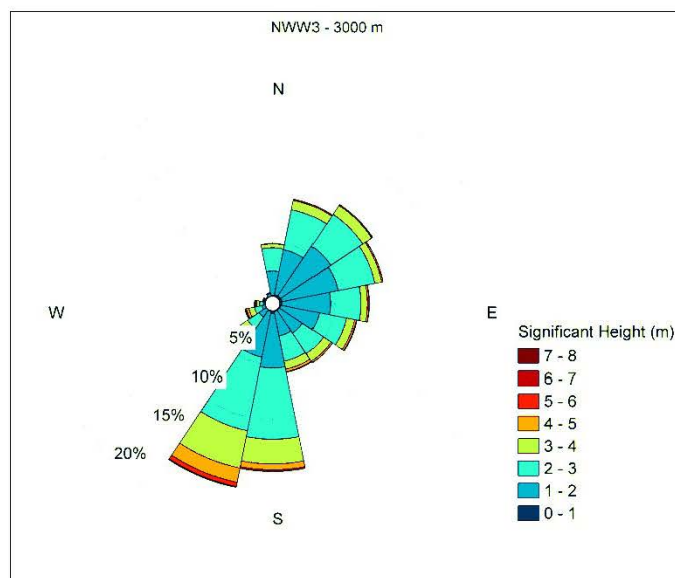 NWW3 - 3000 m
N
W
E
5%
10%
15%
20%
S
Significant Height (m)
7 - 8
6 - 7
5 - 6
4 - 5
3 - 4
2 - 3
1 - 2
0 - 1